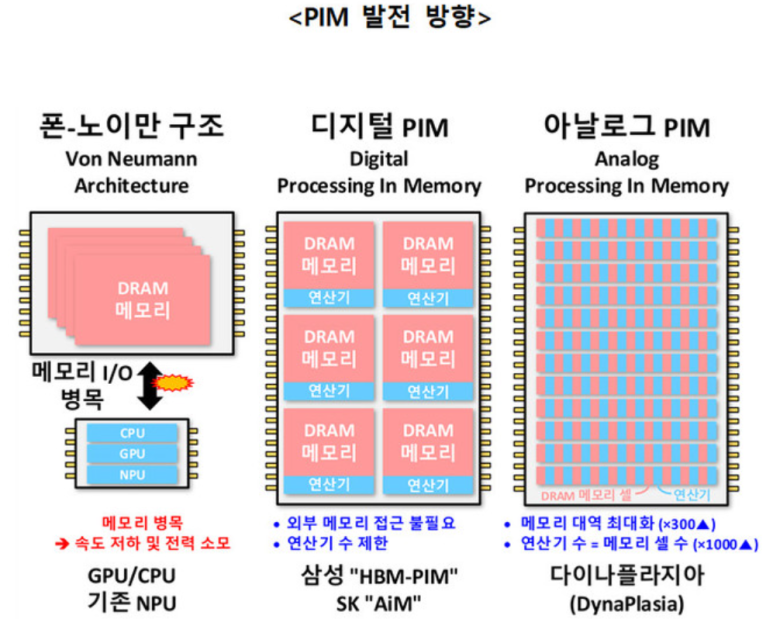 <PIM 발전 방향>
폰-노이만 구조
Von Neumann
Architecture
DRAM
메모리
메모리 I/O
병목
CPU
GPU
NPU
메모리 병목
➔ 속도 저하 및 전력 소모
GPU/CPU
기존 NPU
디지털 PIM
Digital
Processing In Memory
DRAM
메모리
연산기
DRAM
메모리
연산기
DRAM
메모리
연산기
DRAM
메모리
연산기
DRAM
메모리
연산기
DRAM
메모리
연산기
• 외부 메모리 접근 불필요
• 연산기 수 제한
삼성 "HBM-PIM"
SK "AiM"
아날로그 PIM
Analog
Processing In Memory
DRAM 메모리 셀
연산기
• 메모리 대역 최대화 (×300▲)
• 연산기 수 = 메모리 셀 수 (×1000▲)
다이나플라지아
(DynaPlasia)